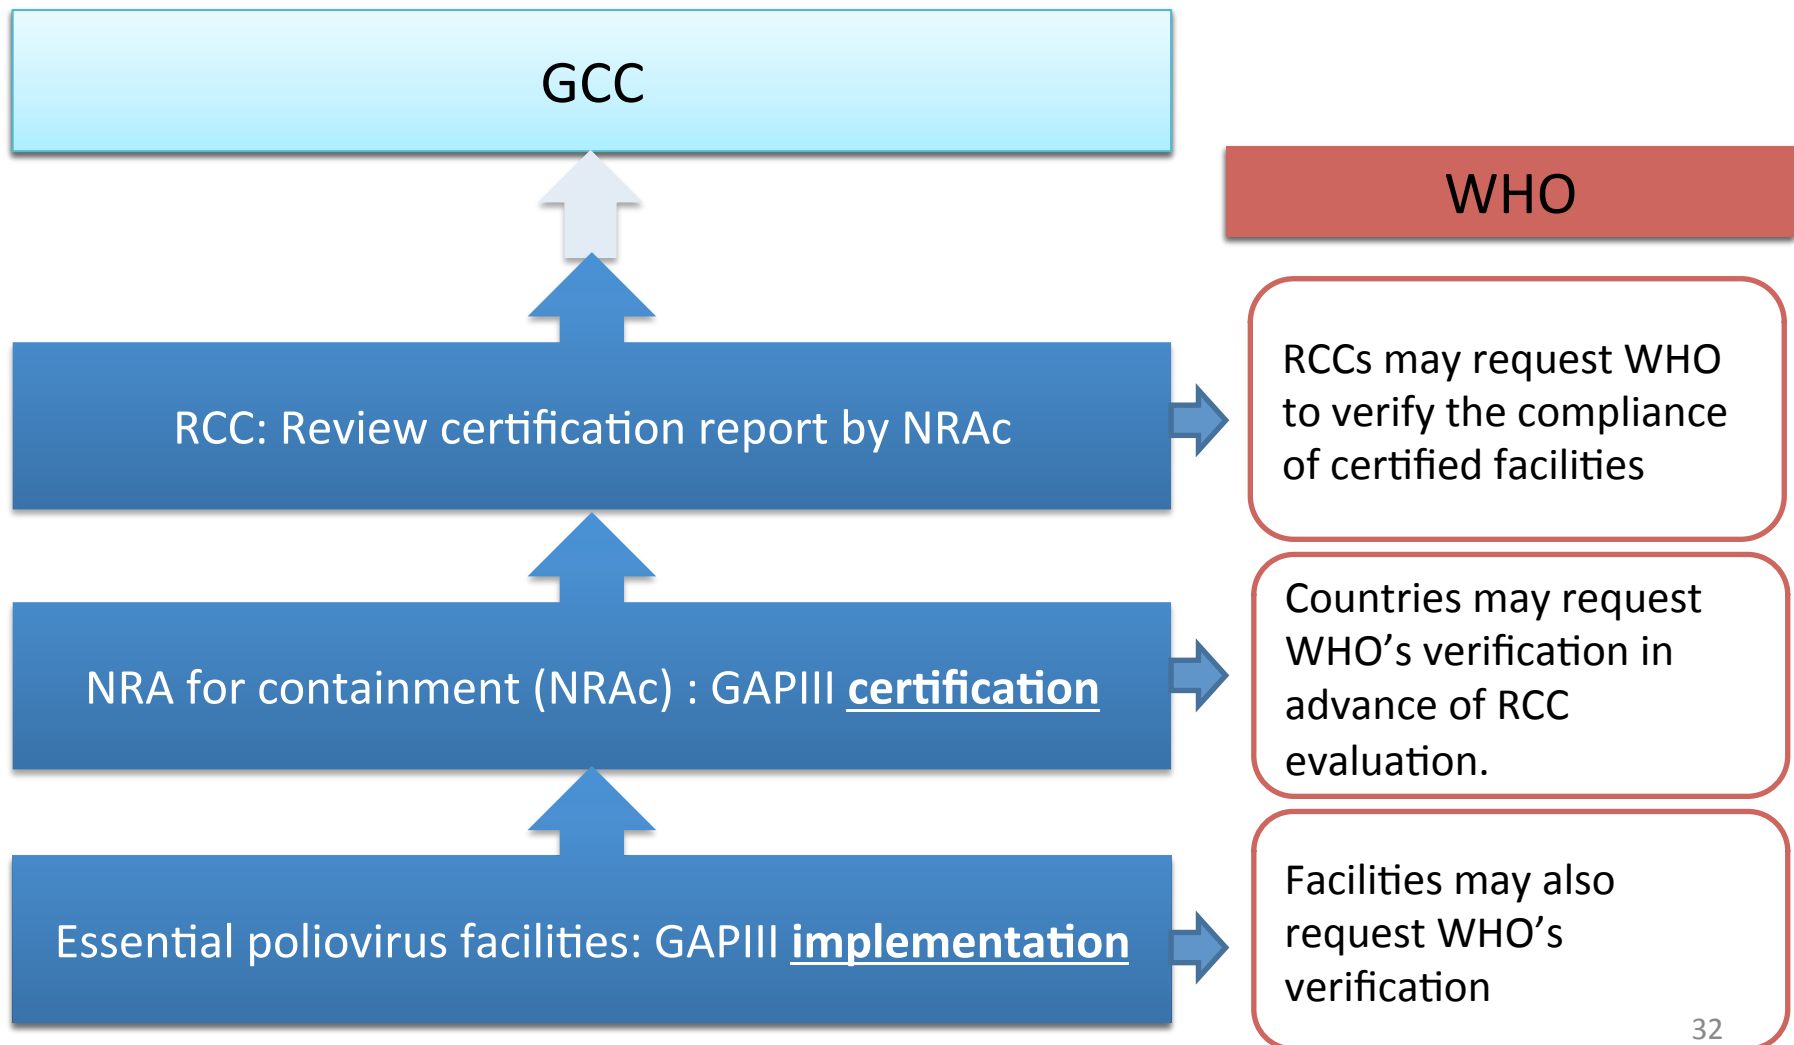 GCC
WHO
RCC: Review certification report by NRAc
RCCs may request WHO
to verify the compliance
of certified facilities
NRA for containment (NRAc) : GAPIII certification
Countries may request
WHO’s verification in
advance of RCC
evaluation.
Essential poliovirus facilities: GAPIII implementation
Facilities may also
request WHO’s
verification
32